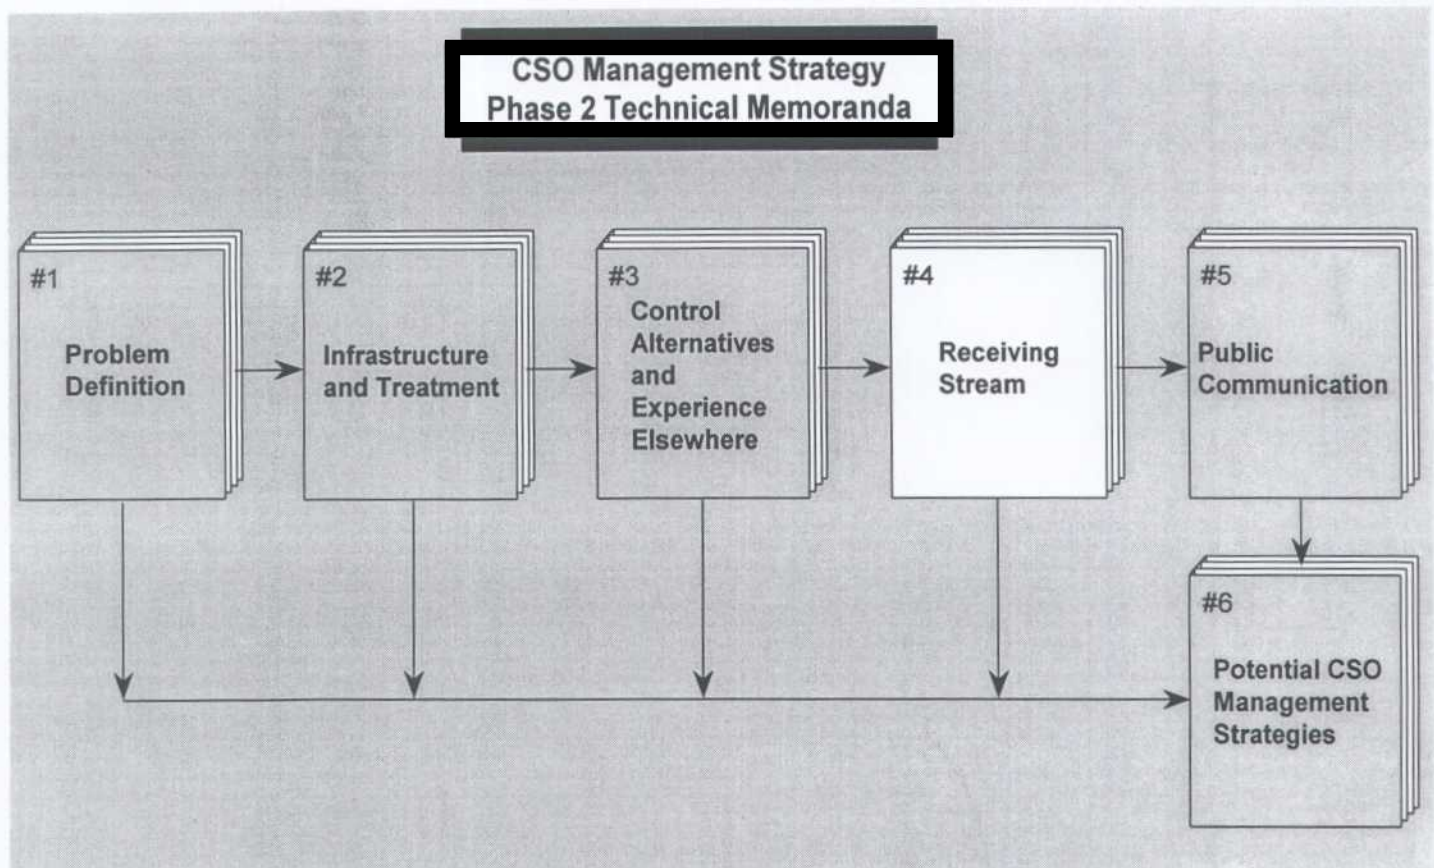 CSO Management Strategy
Phase 2 Technical Memoranda
#1
Problem
Definition
#2
Infrastructure
and Treatment
#3
Control
Alternatives
and
Experience
Elsewhere
#4
Receiving
Stream
#5
Public
Communication
#6
Potential CSO
Management
Strategies